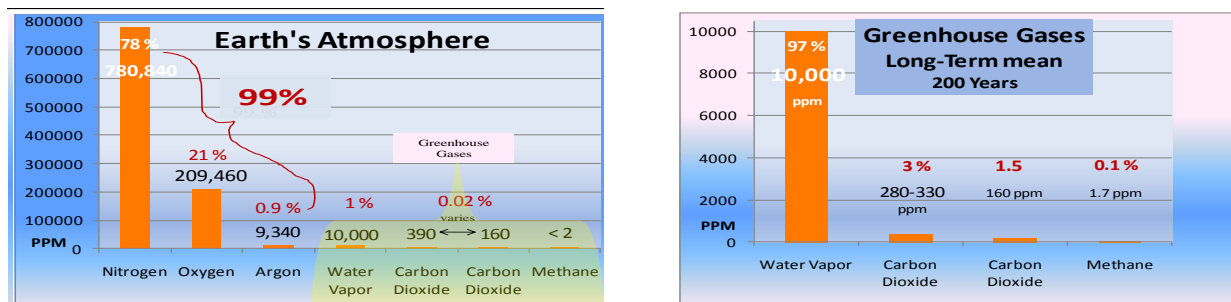 Earth's Atmosphere
800000
700000
600000
500000
400000
300000
200000
100000
PPM 0
78 %
780,840
99%
21 %
209,460
0.9 %
9,340
1 %
10,000
Greenhouse
Gases
0.02 %
varies
390
160
< 2
Nitrogen
Oxygen
Argon
Water
Vapor
Carbon
Dioxide
Carbon
Dioxide
Methane
Greenhouse Gases
Long-Term mean
200 Years
10000
8000
6000
4000
2000
PPM
0
97 %
10,000
ppm
3 %
280-330
ppm
1.5
160 ppm
0.1 %
1.7 ppm
Water Vapor
Carbon
Dioxide
Carbon
Dioxide
Methane